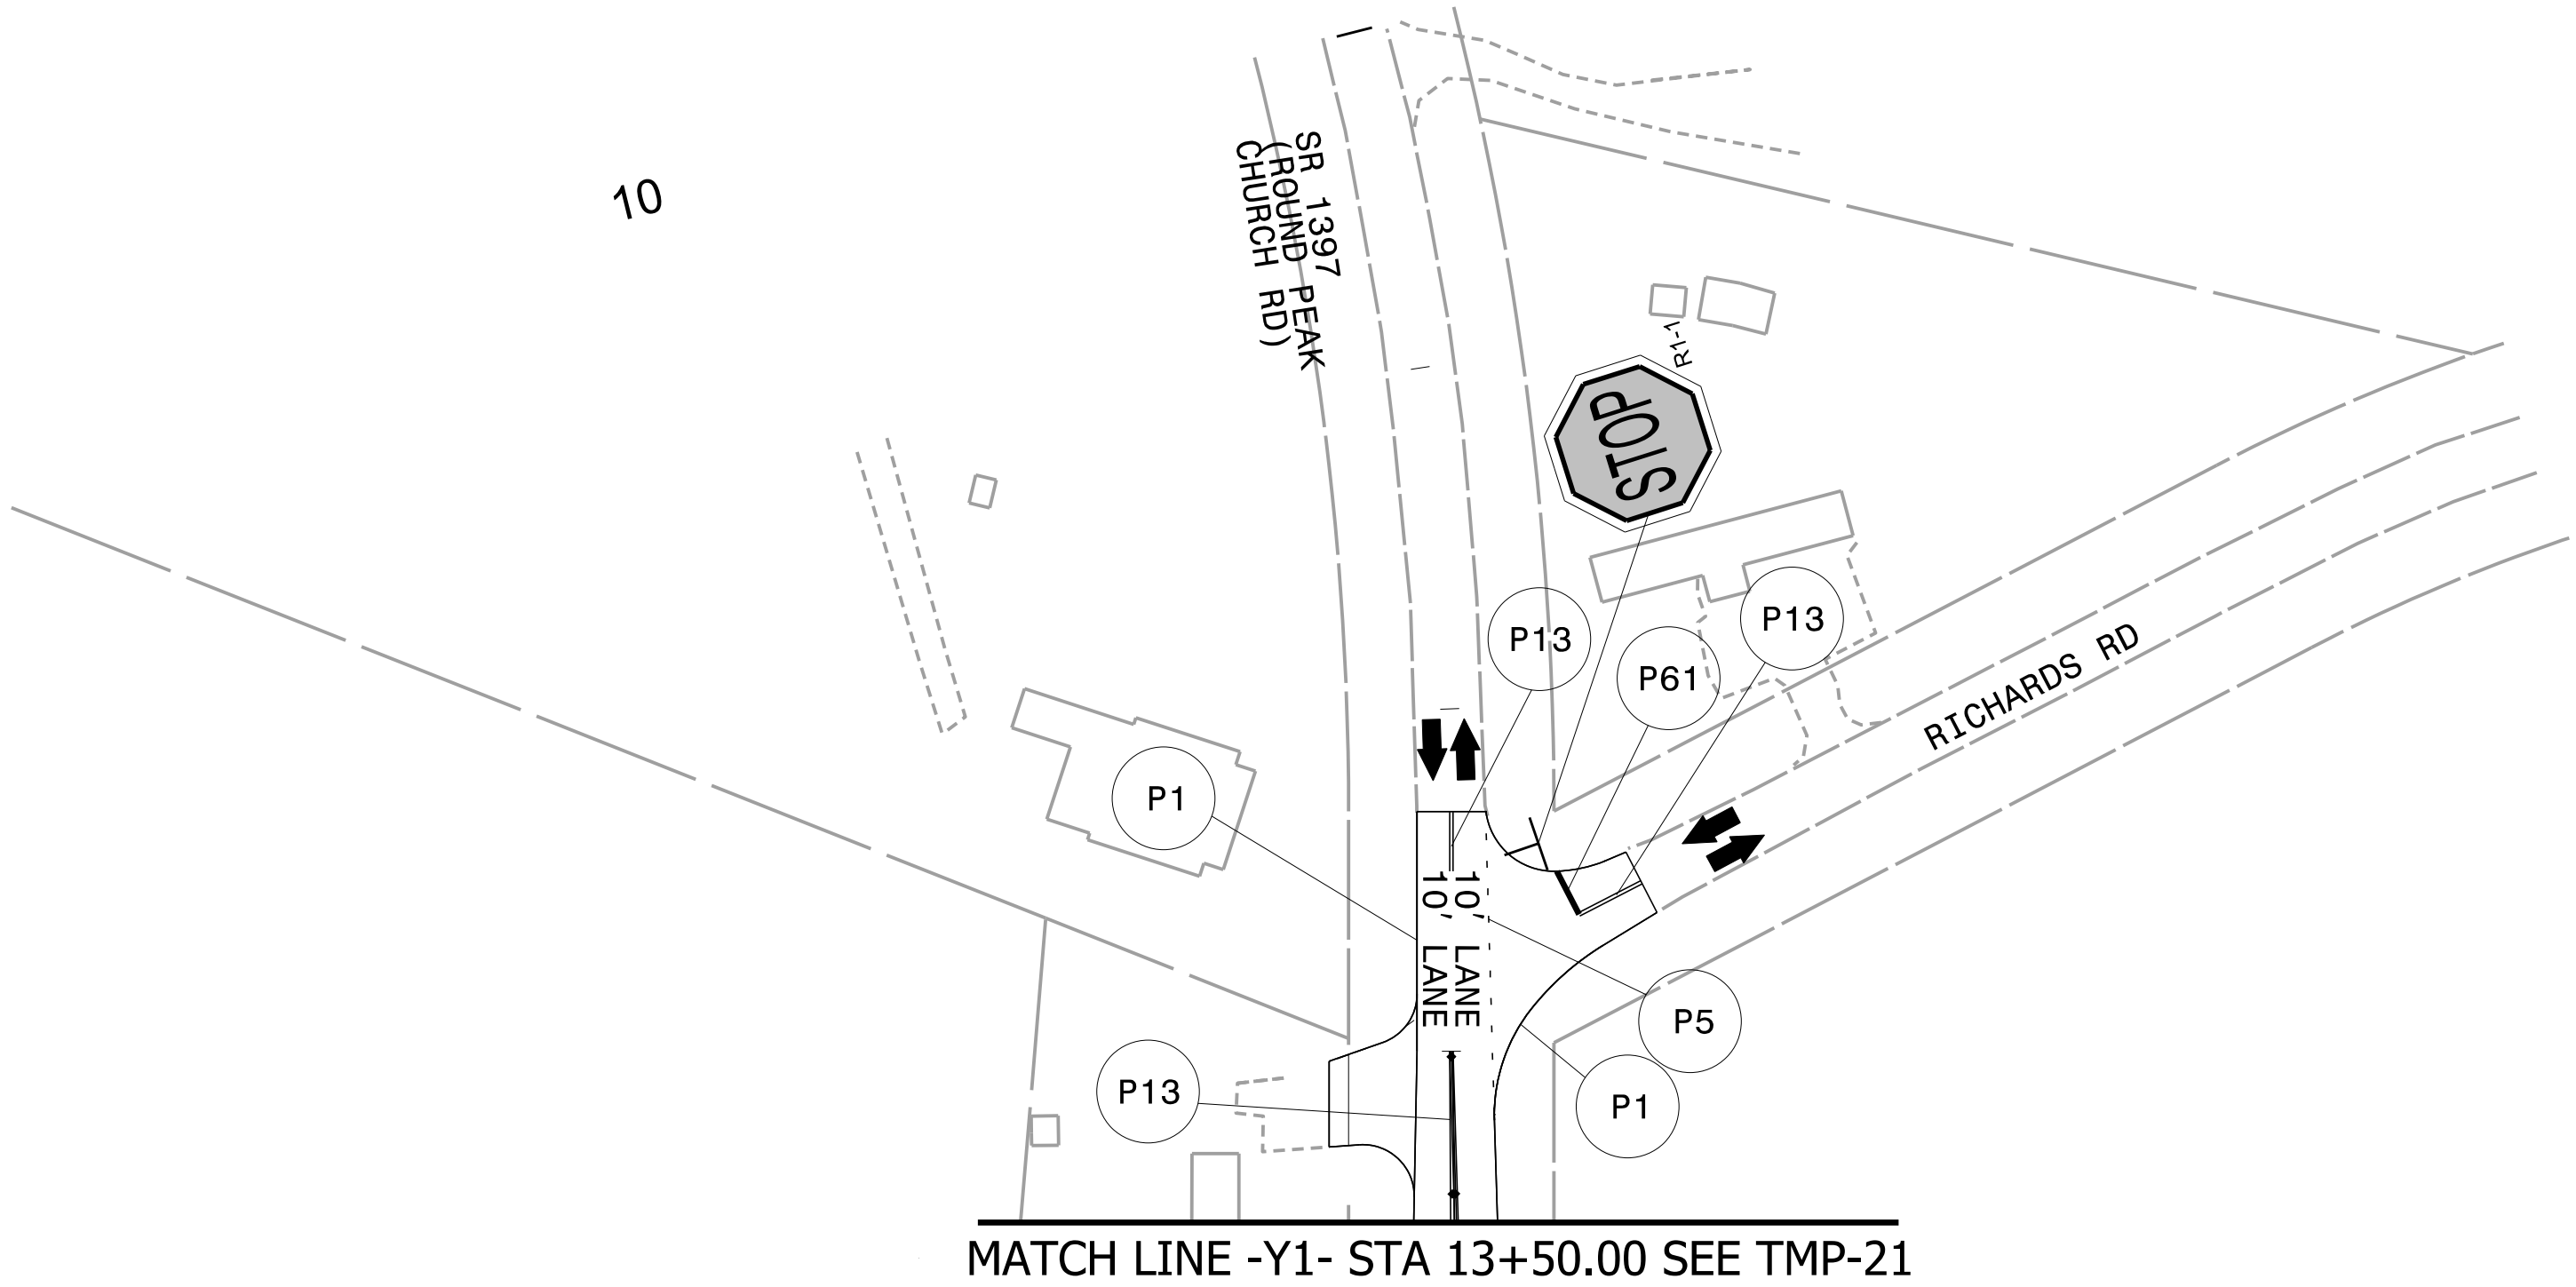 10
SR 1397
(ROUND PEAK
CHURCH RD)
R1-1
STOP
P13
P61
P13
RICHARDS RD
P1
10' LANE
10' LANE
P5
P13
P1
MATCH LINE -Y1- STA 13+50.00 SEE TMP-21